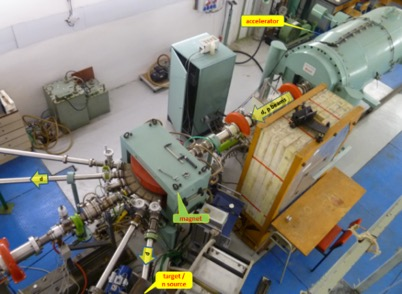 accelerator
d, p beam
magnet
target /
n source